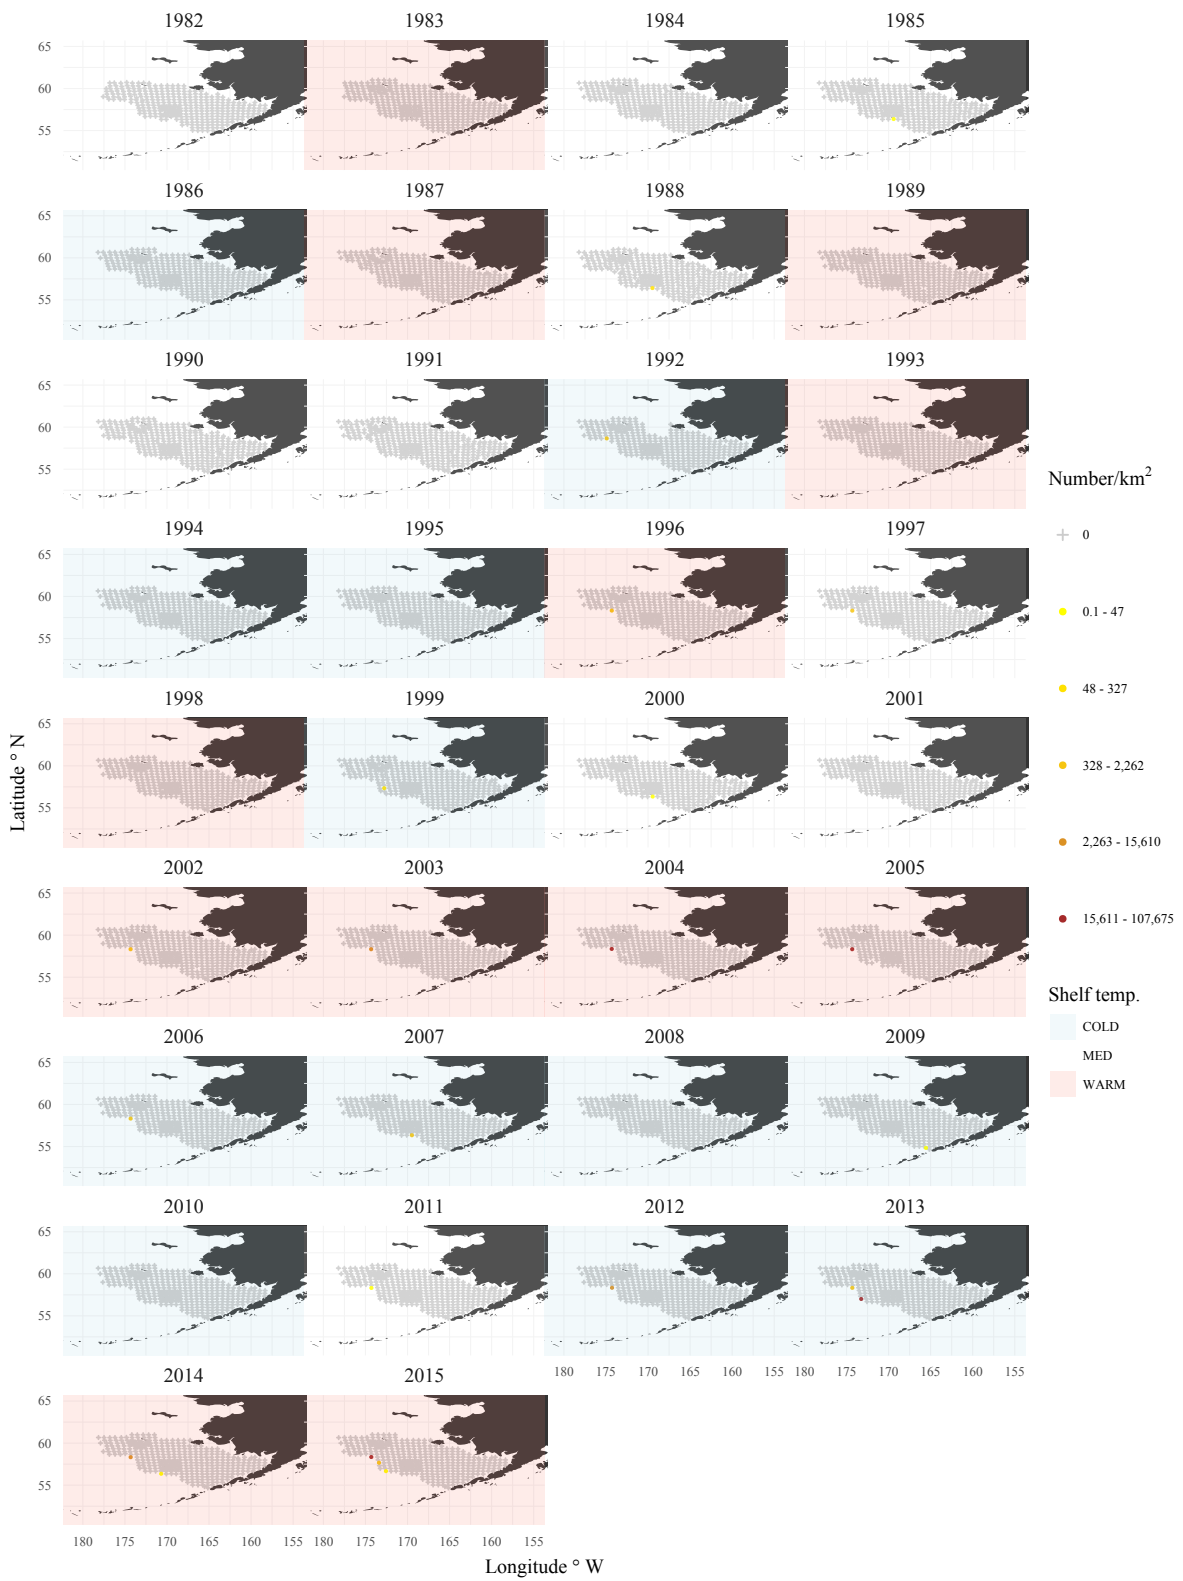 1982 1983 1984 1985
65
60
55
1986 1987 1988 1989
65
60
55
1990 1991 1992 1993
65
60
55
Number/km²
1994 1995 1996 1997
0
65
60
55
0.1 - 47
48 - 327
1998 1999 2000 2001
65
60
55
328 - 2,262
Latitude ° N
2,263 - 15,610
2002 2003 2004 2005
65
60
55
15,611 - 107,675
Shelf temp.
COLD
MED
WARM
2006 2007 2008 2009
65
60
55
2010 2011 2012 2013
65
60
55
180 175 170 165 160 155 180 175 170 165 160 155
2014 2015
65
60
55
180 175 170 165 160 155 180 175 170 165 160 155
Longitude ° W